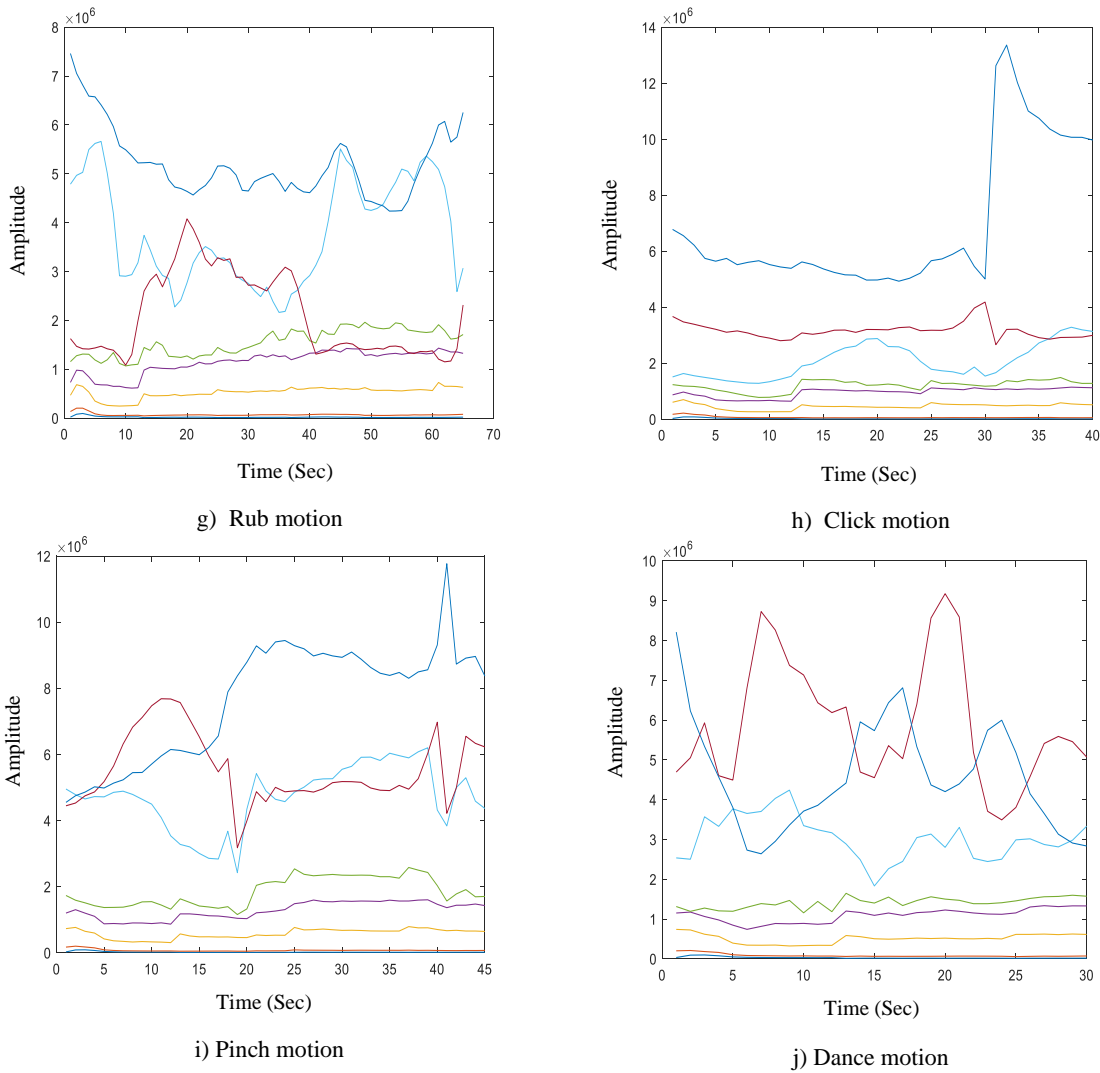 ×10⁶
8
7
6
5
4
3
2
1
0
0 10 20 30 40 50 60 70
Amplitude
Time (Sec)
g) Rub motion
×10⁶
14
12
10
8
6
4
2
0
0 5 10 15 20 25 30 35 40
Amplitude
Time (Sec)
h) Click motion
×10⁶
12
10
8
6
4
2
0
0 5 10 15 20 25 30 35 40 45
Amplitude
Time (Sec)
i) Pinch motion
×10⁶
10
9
8
7
6
5
4
3
2
1
0
0 5 10 15 20 25 30
Amplitude
Time (Sec)
j) Dance motion